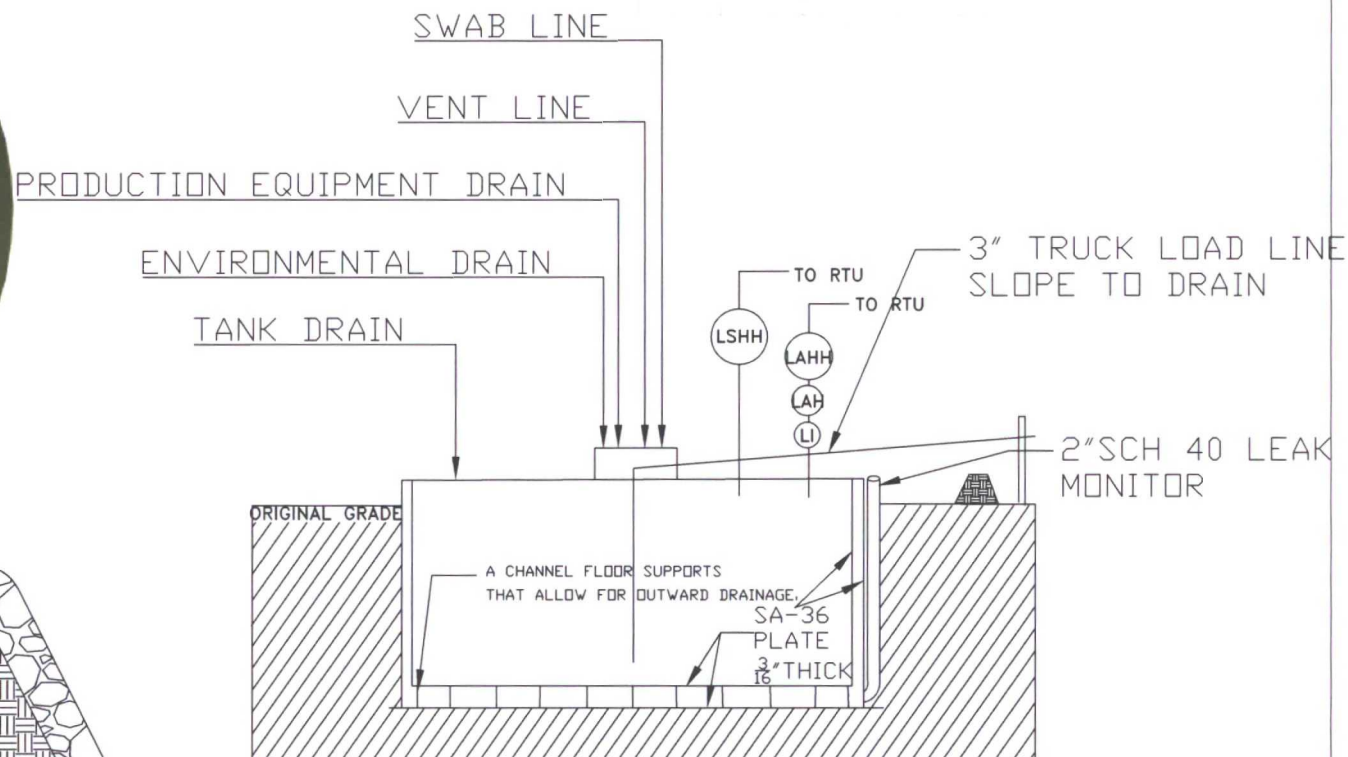 SWAB LINE
VENT LINE
PRODUCTION EQUIPMENT DRAIN
ENVIRONMENTAL DRAIN
TANK DRAIN
TO RTU
TO RTU
3" TRUCK LOAD LINE
SLOPE TO DRAIN
LSHH
LAHH
LAH
LI
2"SCH 40 LEAK
MONITOR
ORIGINAL GRADE
A CHANNEL FLOOR SUPPORTS
THAT ALLOW FOR OUTWARD DRAINAGE.
SA-36
PLATE
3/16"THICK